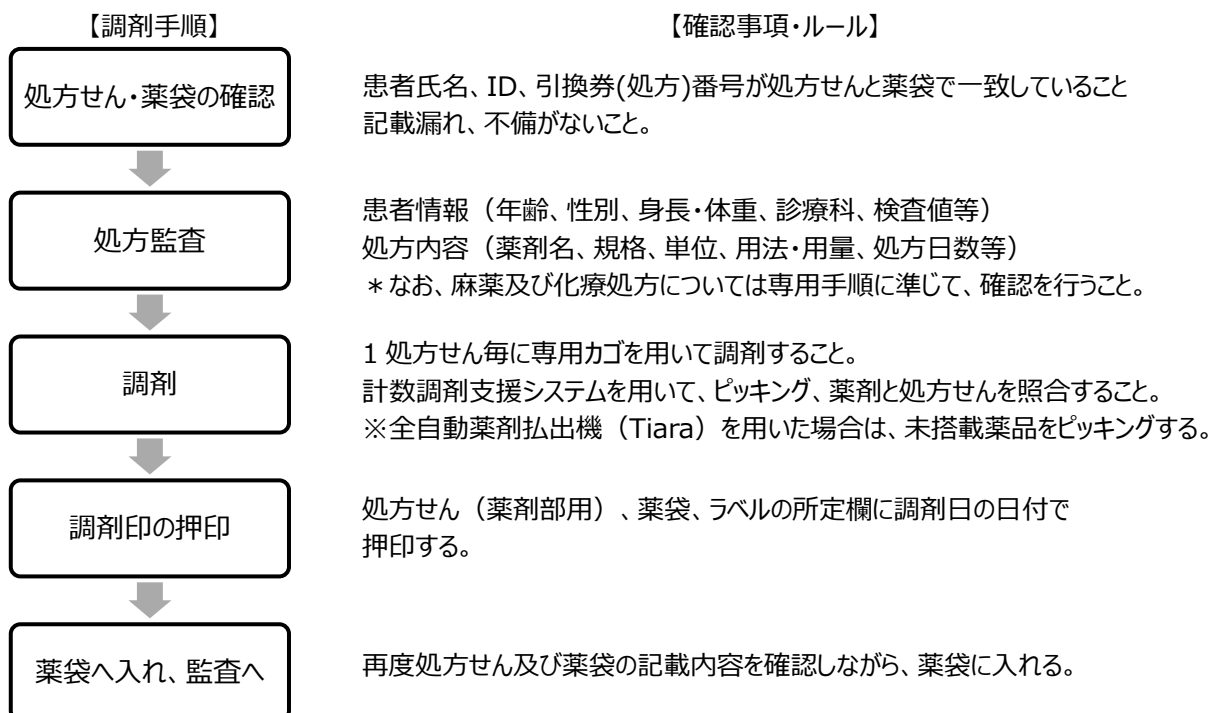 【調剤手順】
【確認事項・ルール】
処方せん・薬袋の確認
患者氏名、ID、引換券(処方)番号が処方せんと薬袋で一致していること
記載漏れ、不備がないこと。
処方監査
患者情報（年齢、性別、身長・体重、診療科、検査値等）
処方内容（薬剤名、規格、単位、用法・用量、処方日数等）
＊なお、麻薬及び化療処方については専用手順に準じて、確認を行うこと。
調剤
1 処方せん毎に専用カゴを用いて調剤すること。
計数調剤支援システムを用いて、ピッキング、薬剤と処方せんを照合すること。
※全自動薬剤払出機（Tiara）を用いた場合は、未搭載薬品をピッキングする。
調剤印の押印
処方せん（薬剤部用）、薬袋、ラベルの所定欄に調剤日の日付で
押印する。
薬袋へ入れ、監査へ
再度処方せん及び薬袋の記載内容を確認しながら、薬袋に入れる。